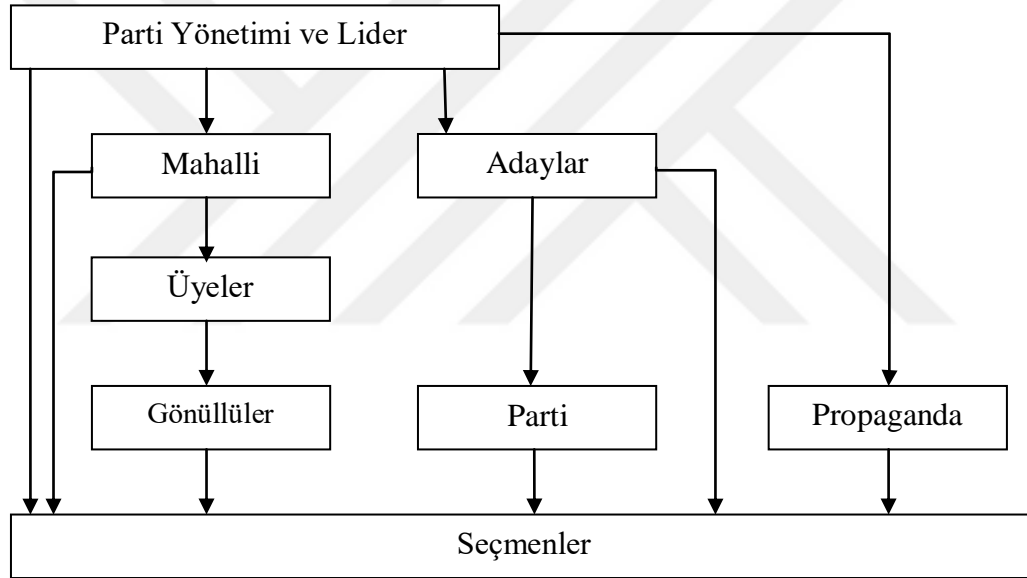 Parti Yönetimi ve Lider
Mahalli
Adaylar
Üyeler
Gönüllüler
Parti
Propaganda
Seçmenler